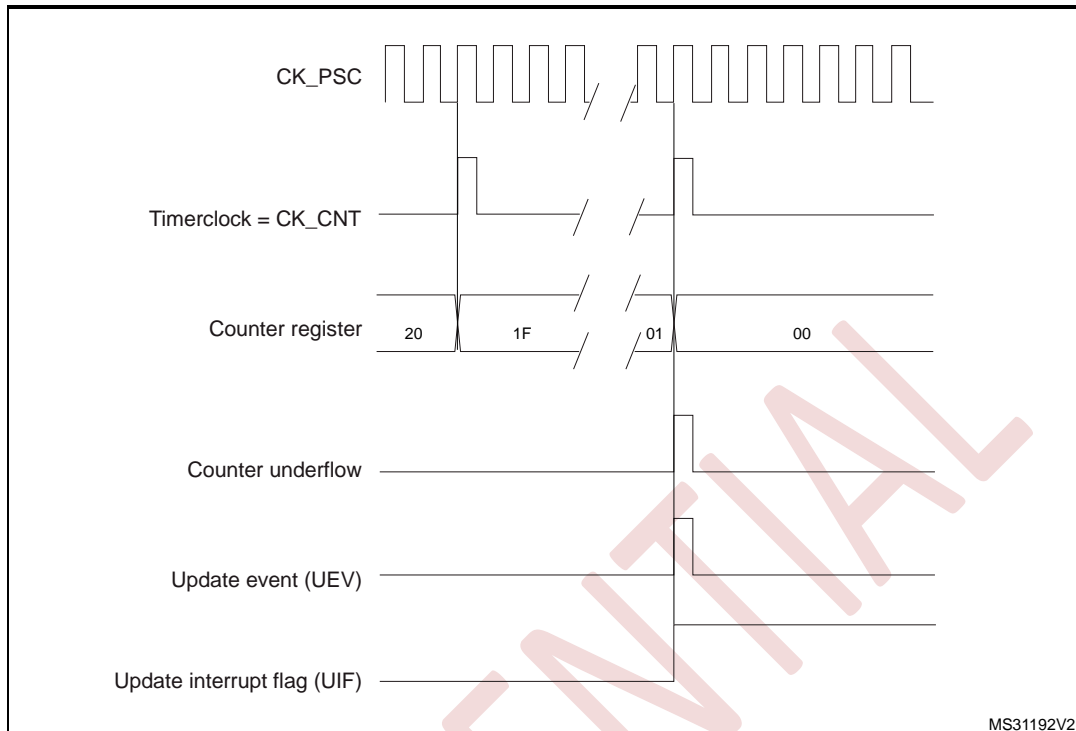 CK_PSC
Timerclock = CK_CNT
Counter register
20 1F 01 00
Counter underflow
Update event (UEV)
Update interrupt flag (UIF)
NTIAL
MS31192V2